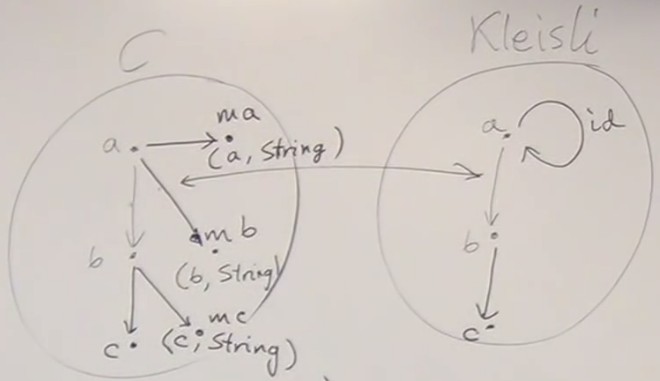 C
Kleisli
ma
a
(a, String)
a
id
mb
b
b
(b, String)
mc
c
(c, String)
c